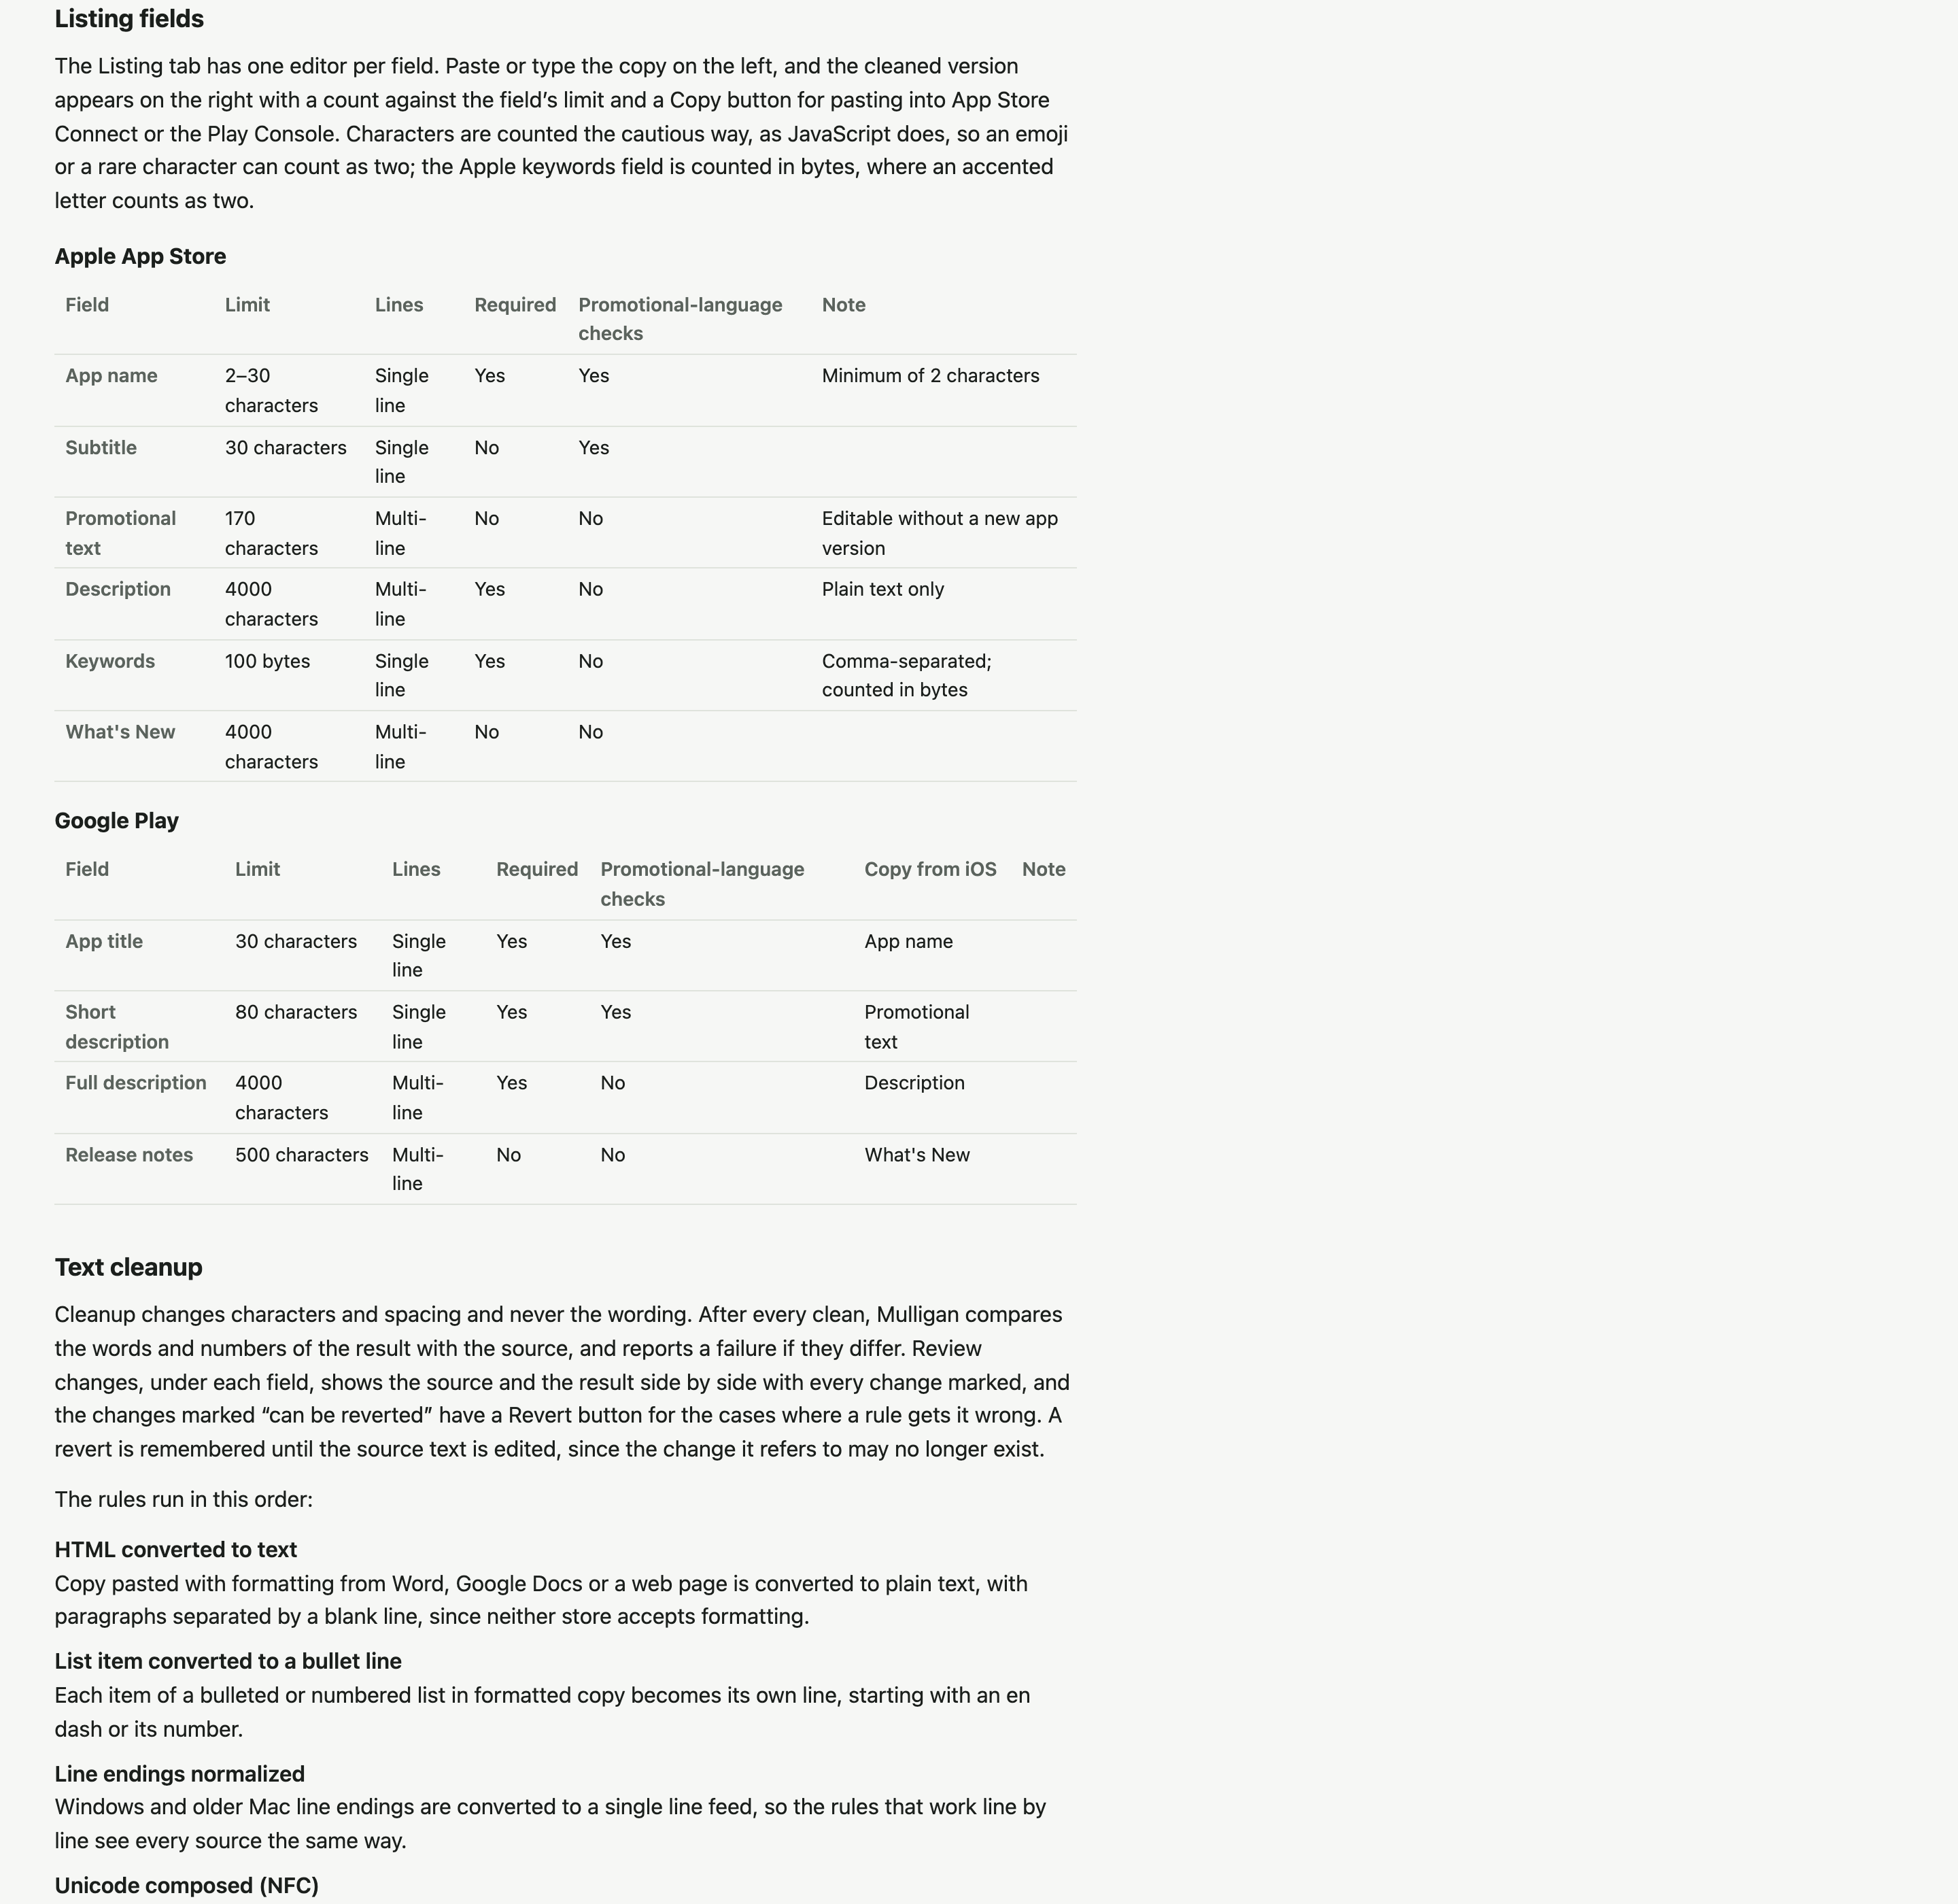 Listing fields
The Listing tab has one editor per field. Paste or type the copy on the left, and the cleaned version
appears on the right with a count against the field’s limit and a Copy button for pasting into App Store
Connect or the Play Console. Characters are counted the cautious way, as JavaScript does, so an emoji
or a rare character can count as two; the Apple keywords field is counted in bytes, where an accented
letter counts as two.
Apple App Store
Field Limit Lines Required Promotional-language Note
checks
App name 2–30 Single Yes Yes Minimum of 2 characters
characters line
Subtitle 30 characters Single No Yes
line
Promotional 170 Multi- No No Editable without a new app
text characters line version
Description 4000 Multi- Yes No Plain text only
characters line
Keywords 100 bytes Single Yes No Comma-separated;
line counted in bytes
What's New 4000 Multi- No No
characters line
Google Play
Field Limit Lines Required Promotional-language Copy from iOS Note
checks
App title 30 characters Single Yes Yes App name
line
Short 80 characters Single Yes Yes Promotional
description line text
Full description 4000 Multi- Yes No Description
characters line
Release notes 500 characters Multi- No No What's New
line
Text cleanup
Cleanup changes characters and spacing and never the wording. After every clean, Mulligan compares
the words and numbers of the result with the source, and reports a failure if they differ. Review
changes, under each field, shows the source and the result side by side with every change marked, and
the changes marked “can be reverted” have a Revert button for the cases where a rule gets it wrong. A
revert is remembered until the source text is edited, since the change it refers to may no longer exist.
The rules run in this order:
HTML converted to text
Copy pasted with formatting from Word, Google Docs or a web page is converted to plain text, with
paragraphs separated by a blank line, since neither store accepts formatting.
List item converted to a bullet line
Each item of a bulleted or numbered list in formatted copy becomes its own line, starting with an en
dash or its number.
Line endings normalized
Windows and older Mac line endings are converted to a single line feed, so the rules that work line by
line see every source the same way.
Unicode composed (NFC)